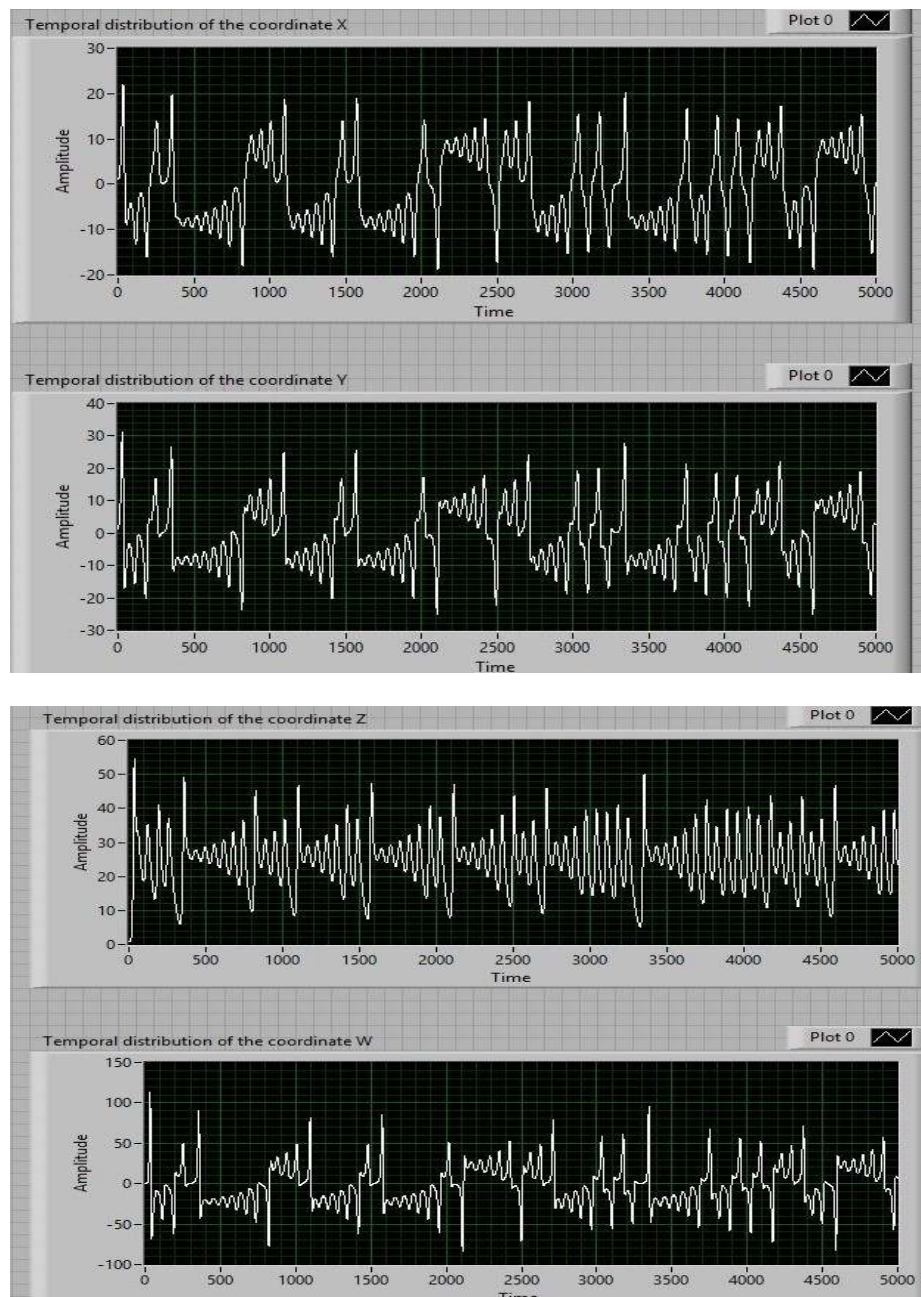 Temporal distribution of the coordinate X
Plot 0
30
20
10
0
-10
-20
Amplitude
0 500 1000 1500 2000 2500 3000 3500 4000 4500 5000
Time
Temporal distribution of the coordinate Y
Plot 0
40
30
20
10
0
-10
-20
-30
Amplitude
0 500 1000 1500 2000 2500 3000 3500 4000 4500 5000
Time
Temporal distribution of the coordinate Z
Plot 0
60
50
40
30
20
10
0
Amplitude
0 500 1000 1500 2000 2500 3000 3500 4000 4500 5000
Time
Temporal distribution of the coordinate W
Plot 0
150
100
50
0
-50
-100
Amplitude
0 500 1000 1500 2000 2500 3000 3500 4000 4500 5000
Time